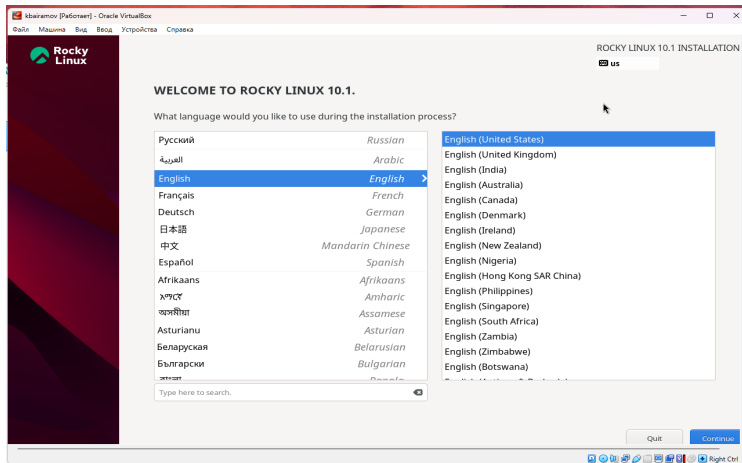 kbairamov [Работает] - Oracle VirtualBox
Файл Машина Вид Ввод Устройства Справка
Rocky
Linux
ROCKY LINUX 10.1 INSTALLATION
us
WELCOME TO ROCKY LINUX 10.1.
What language would you like to use during the installation process?
Русский Russian
العربية Arabic
English English
Français French
Deutsch German
日本語 Japanese
中文 Mandarin Chinese
Español Spanish
Afrikaans Afrikaans
አማርኛ Amharic
অসমীয়া Assamese
Asturianu Asturian
Беларуская Belarusian
Български Bulgarian
Type here to search.
English (United States)
English (United Kingdom)
English (India)
English (Australia)
English (Canada)
English (Denmark)
English (Ireland)
English (New Zealand)
English (Nigeria)
English (Hong Kong SAR China)
English (Philippines)
English (Singapore)
English (South Africa)
English (Zambia)
English (Zimbabwe)
English (Botswana)
Quit Continue
Right Ctrl